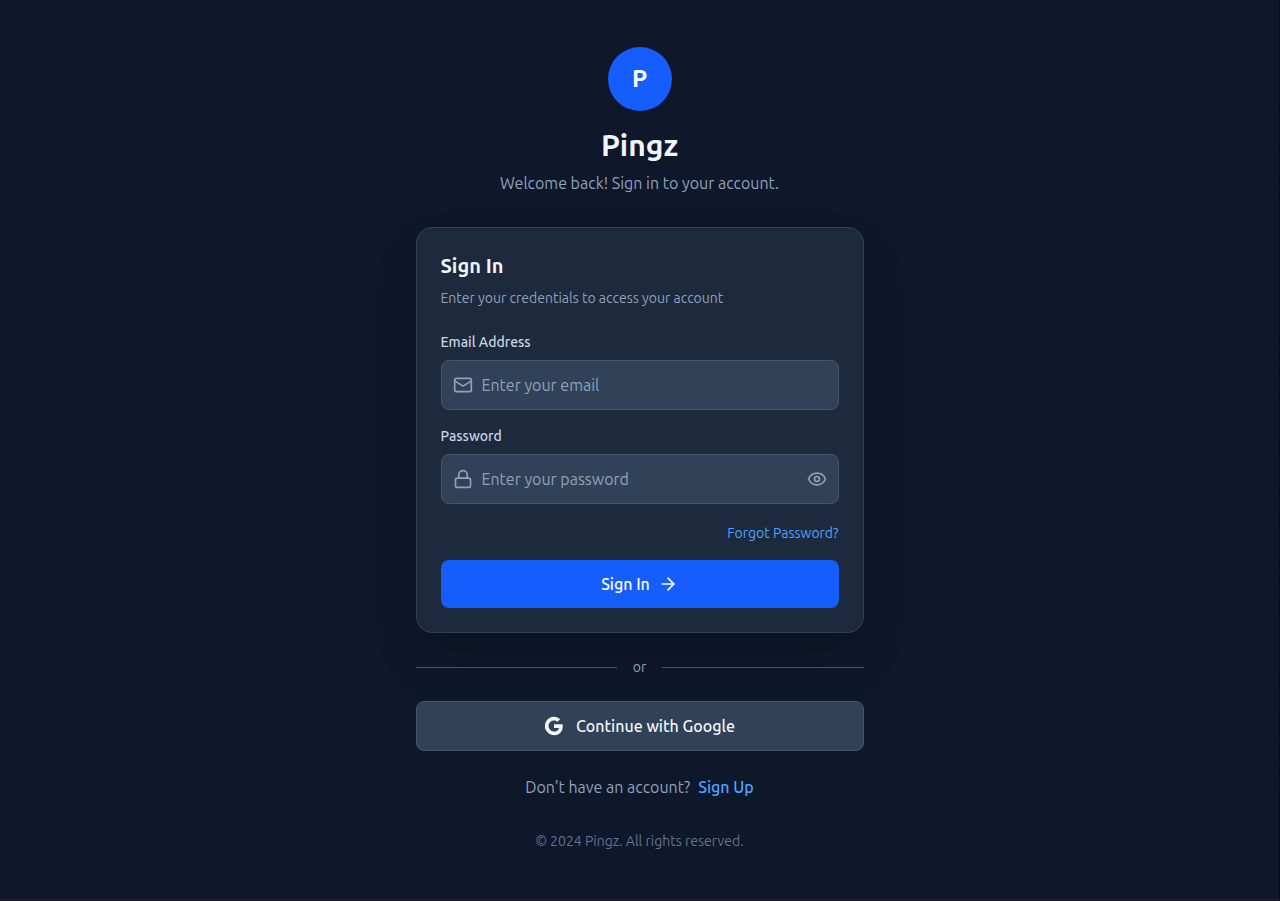 P
Pingz
Welcome back! Sign in to your account.
Sign In
Enter your credentials to access your account
Email Address
Enter your email
Password
Enter your password
Forgot Password?
Sign In
or
Continue with Google
Don't have an account? Sign Up
© 2024 Pingz. All rights reserved.